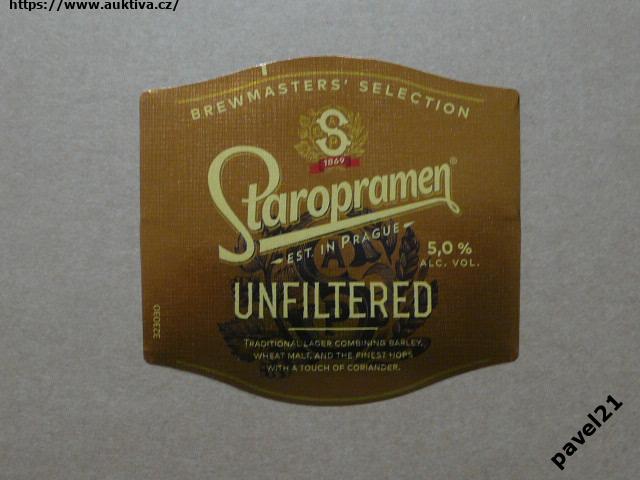 https://www.auktiva.cz/
BREWMASTERS' SELECTION
S
1869
Staropramen®
EST. IN PRAGUE
5,0 %
ALC. VOL.
UNFILTERED
323030
TRADITIONAL LAGER COMBINING BARLEY,
WHEAT MALT, AND THE FINEST HOPS
WITH A TOUCH OF CORIANDER.
pavel21